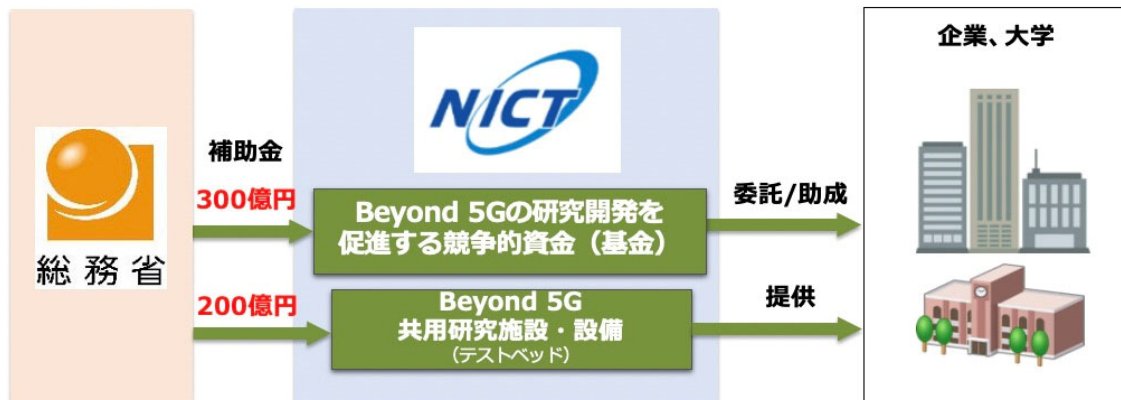 企業、大学
NICT
補助金
300億円
Beyond 5Gの研究開発を
促進する競争的資金（基金）
委託/助成
総務省
200億円
Beyond 5G
共用研究施設・設備
（テストベッド）
提供